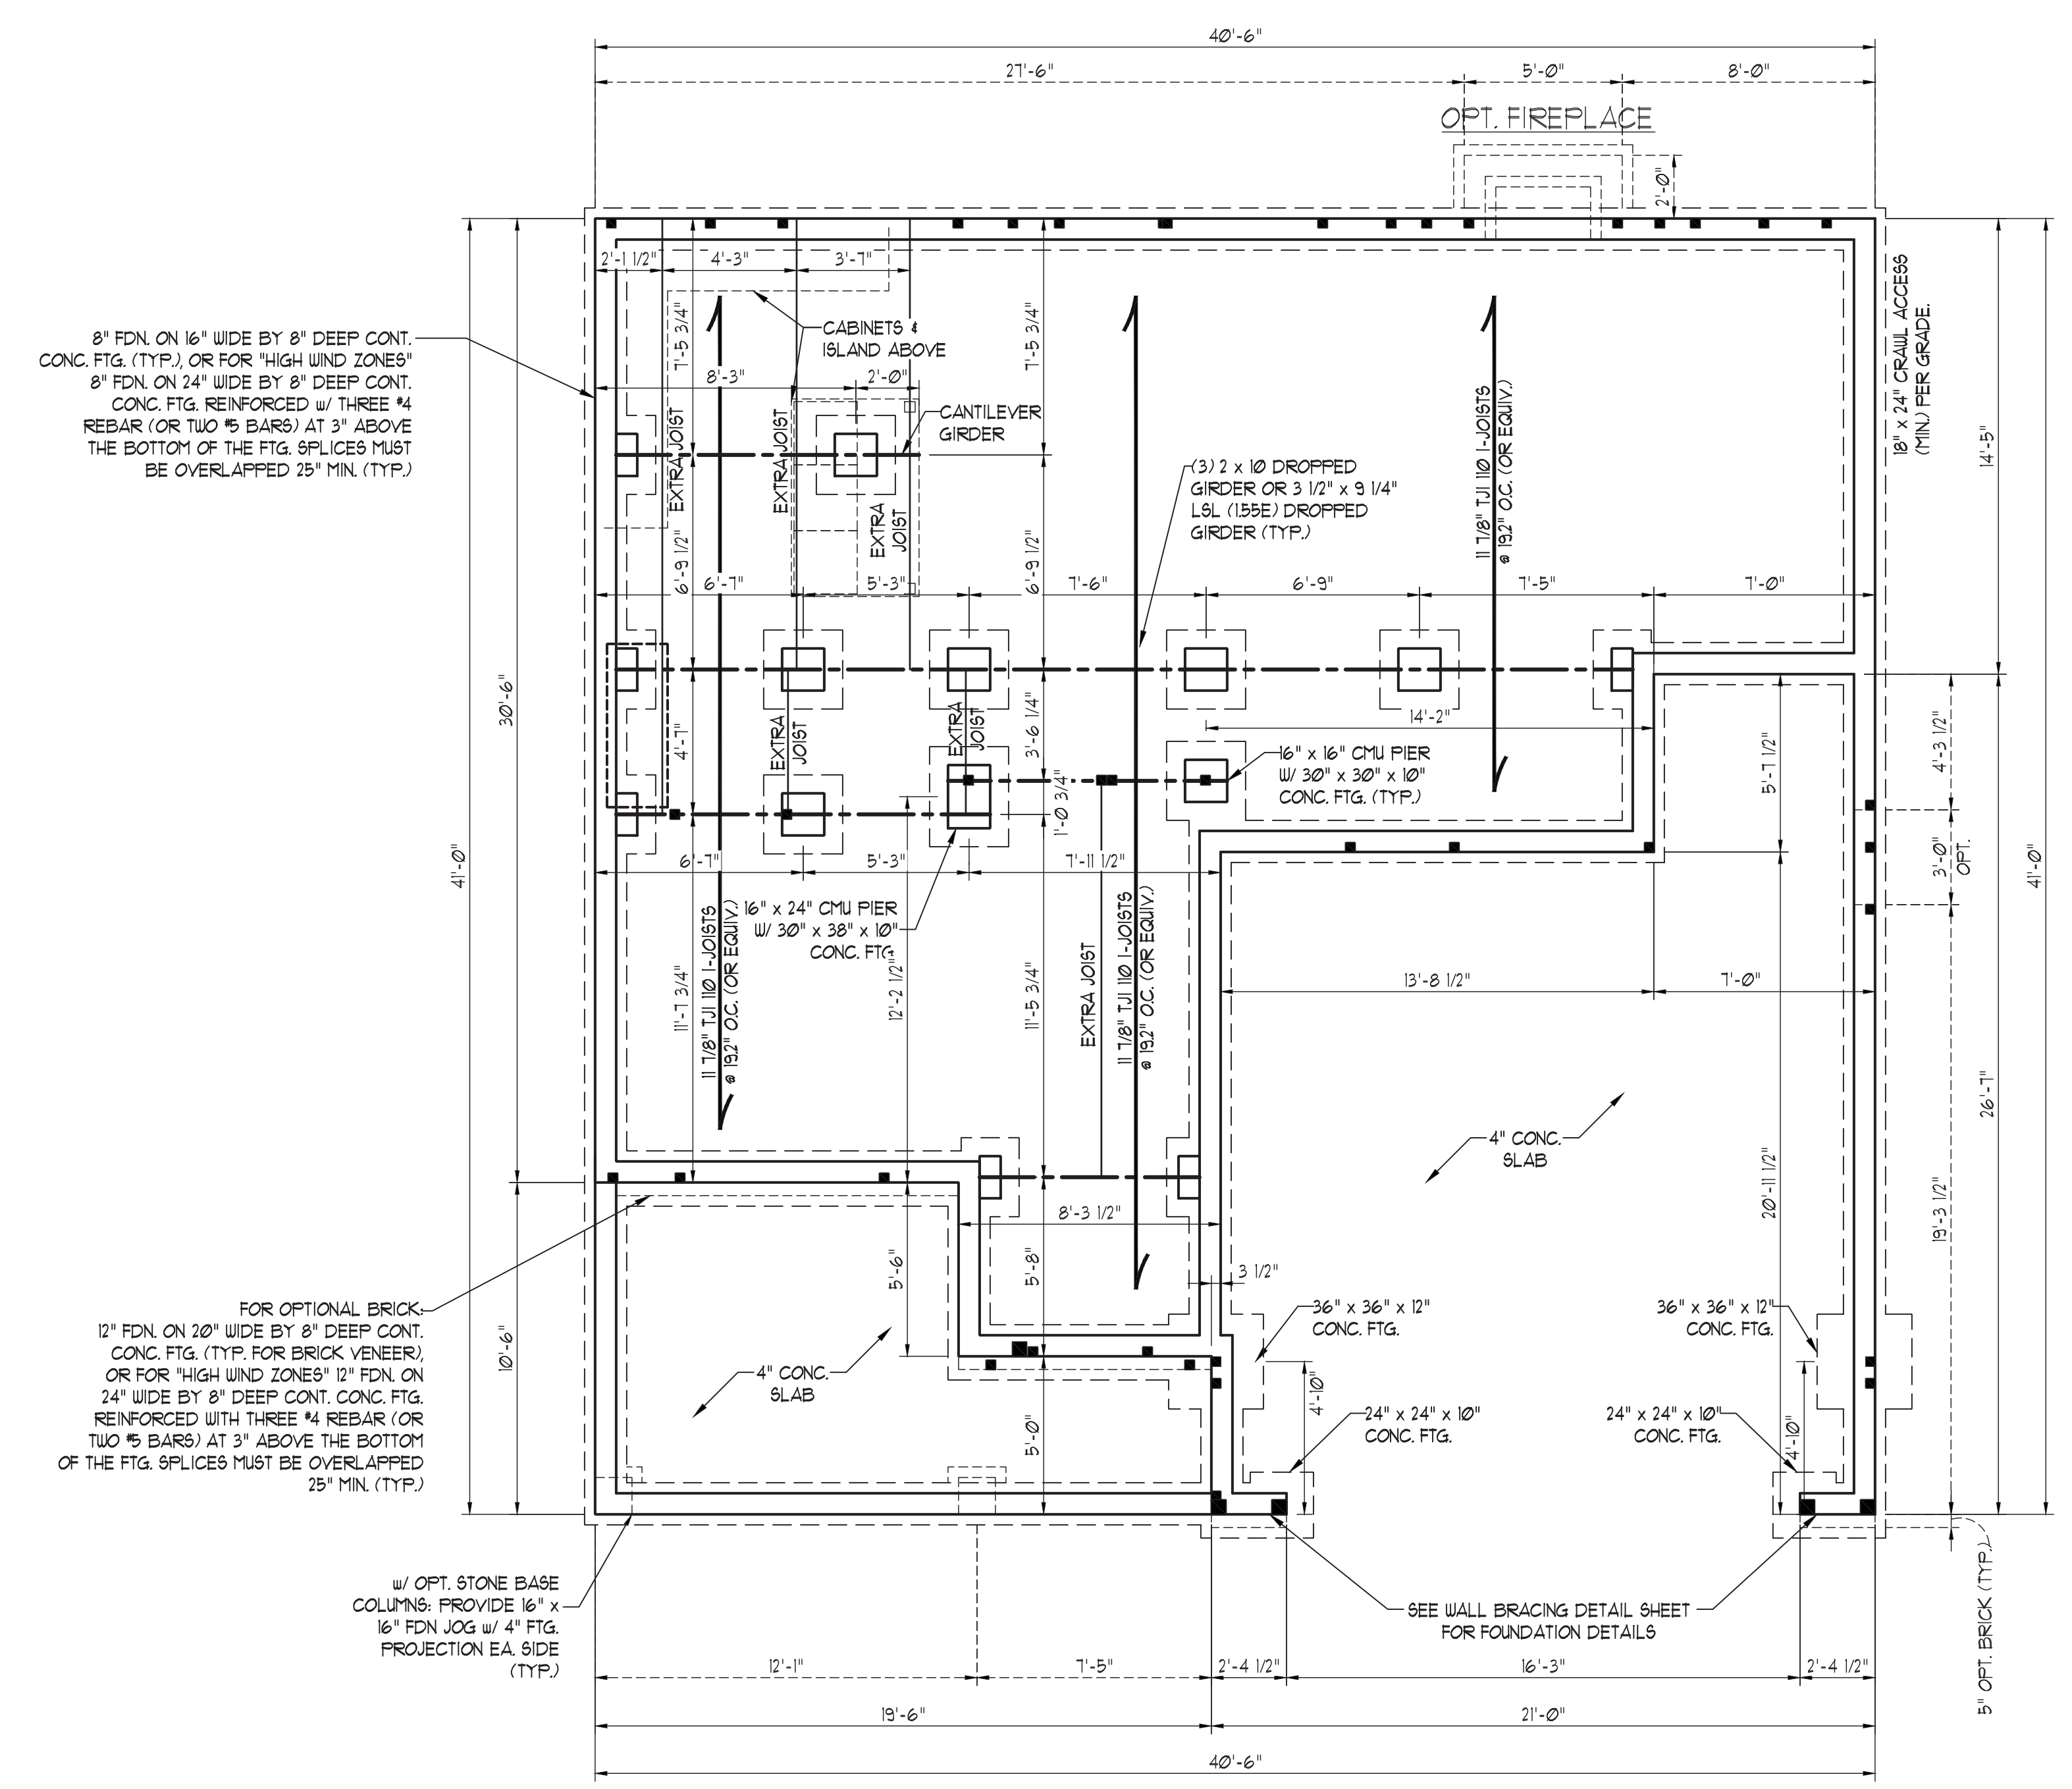 40'-6"
27'-6"
5'-0"
8'-0"
OPT. FIREPLACE
2'-0"
2'-1 1/2"
4'-3"
3'-7"
7'-5 3/4"
7'-5 3/4"
18" x 24" CRAWL ACCESS
(MIN.) PER GRADE.
8" FDN. ON 16" WIDE BY 8" DEEP CONT.
CONC. FTG. (TYP.), OR FOR "HIGH WIND ZONES"
8" FDN. ON 24" WIDE BY 8" DEEP CONT.
CONC. FTG. REINFORCED w/ THREE #4
REBAR (OR TWO #5 BARS) AT 3" ABOVE
THE BOTTOM OF THE FTG. SPLICES MUST
BE OVERLAPPED 25" MIN. (TYP.)
CABINETS &
ISLAND ABOVE
8'-3"
2'-0"
CANTILEVER
GIRDER
EXTRA JOIST
EXTRA JOIST
EXTRA
JOIST
(3) 2 x 10 DROPPED
GIRDER OR 3 1/2" x 9 1/4"
LSL (1.55E) DROPPED
GIRDER (TYP.)
11 7/8" TJI 110 I-JOISTS
@ 19.2" O.C. (OR EQUIV.)
14'-5"
6'-9 1/2"
6'-9 1/2"
6'-7"
5'-3"
7'-6"
6'-9"
7'-5"
7'-0"
30'-6"
41'-0"
4'-7"
EXTRA
JOIST
EXTRA
JOIST
3'-6 1/4"
1'-0 3/4"
14'-2"
16" x 16" CMU PIER
W/ 30" x 30" x 10"
CONC. FTG. (TYP.)
5'-7 1/2"
4'-3 1/2"
3'-0"
OPT.
41'-0"
6'-7"
5'-3"
7'-11 1/2"
16" x 24" CMU PIER
W/ 30" x 38" x 10"
CONC. FTG.
11 7/8" TJI 110 I-JOISTS
@ 19.2" O.C. (OR EQUIV.)
11'-7 3/4"
12'-2 1/2"
11'-5 3/4"
EXTRA JOIST
11 7/8" TJI 110 I-JOISTS
@ 19.2" O.C. (OR EQUIV.)
13'-8 1/2"
7'-0"
26'-7"
4" CONC.
SLAB
20'-11 1/2"
19'-3 1/2"
8'-3 1/2"
5'-6"
5'-8"
3 1/2"
10'-6"
FOR OPTIONAL BRICK:
12" FDN. ON 20" WIDE BY 8" DEEP CONT.
CONC. FTG. (TYP. FOR BRICK VENEER),
OR FOR "HIGH WIND ZONES" 12" FDN. ON
24" WIDE BY 8" DEEP CONT. CONC. FTG.
REINFORCED WITH THREE #4 REBAR (OR
TWO #5 BARS) AT 3" ABOVE THE BOTTOM
OF THE FTG. SPLICES MUST BE OVERLAPPED
25" MIN. (TYP.)
4" CONC.
SLAB
36" x 36" x 12"
CONC. FTG.
36" x 36" x 12"
CONC. FTG.
4'-10"
24" x 24" x 10"
CONC. FTG.
24" x 24" x 10"
CONC. FTG.
4'-10"
5'-0"
w/ OPT. STONE BASE
COLUMNS: PROVIDE 16" x
16" FDN JOG w/ 4" FTG.
PROJECTION EA. SIDE
(TYP.)
SEE WALL BRACING DETAIL SHEET
FOR FOUNDATION DETAILS
5" OPT. BRICK (TYP.)
12'-1"
7'-5"
2'-4 1/2"
16'-3"
2'-4 1/2"
19'-6"
21'-0"
40'-6"